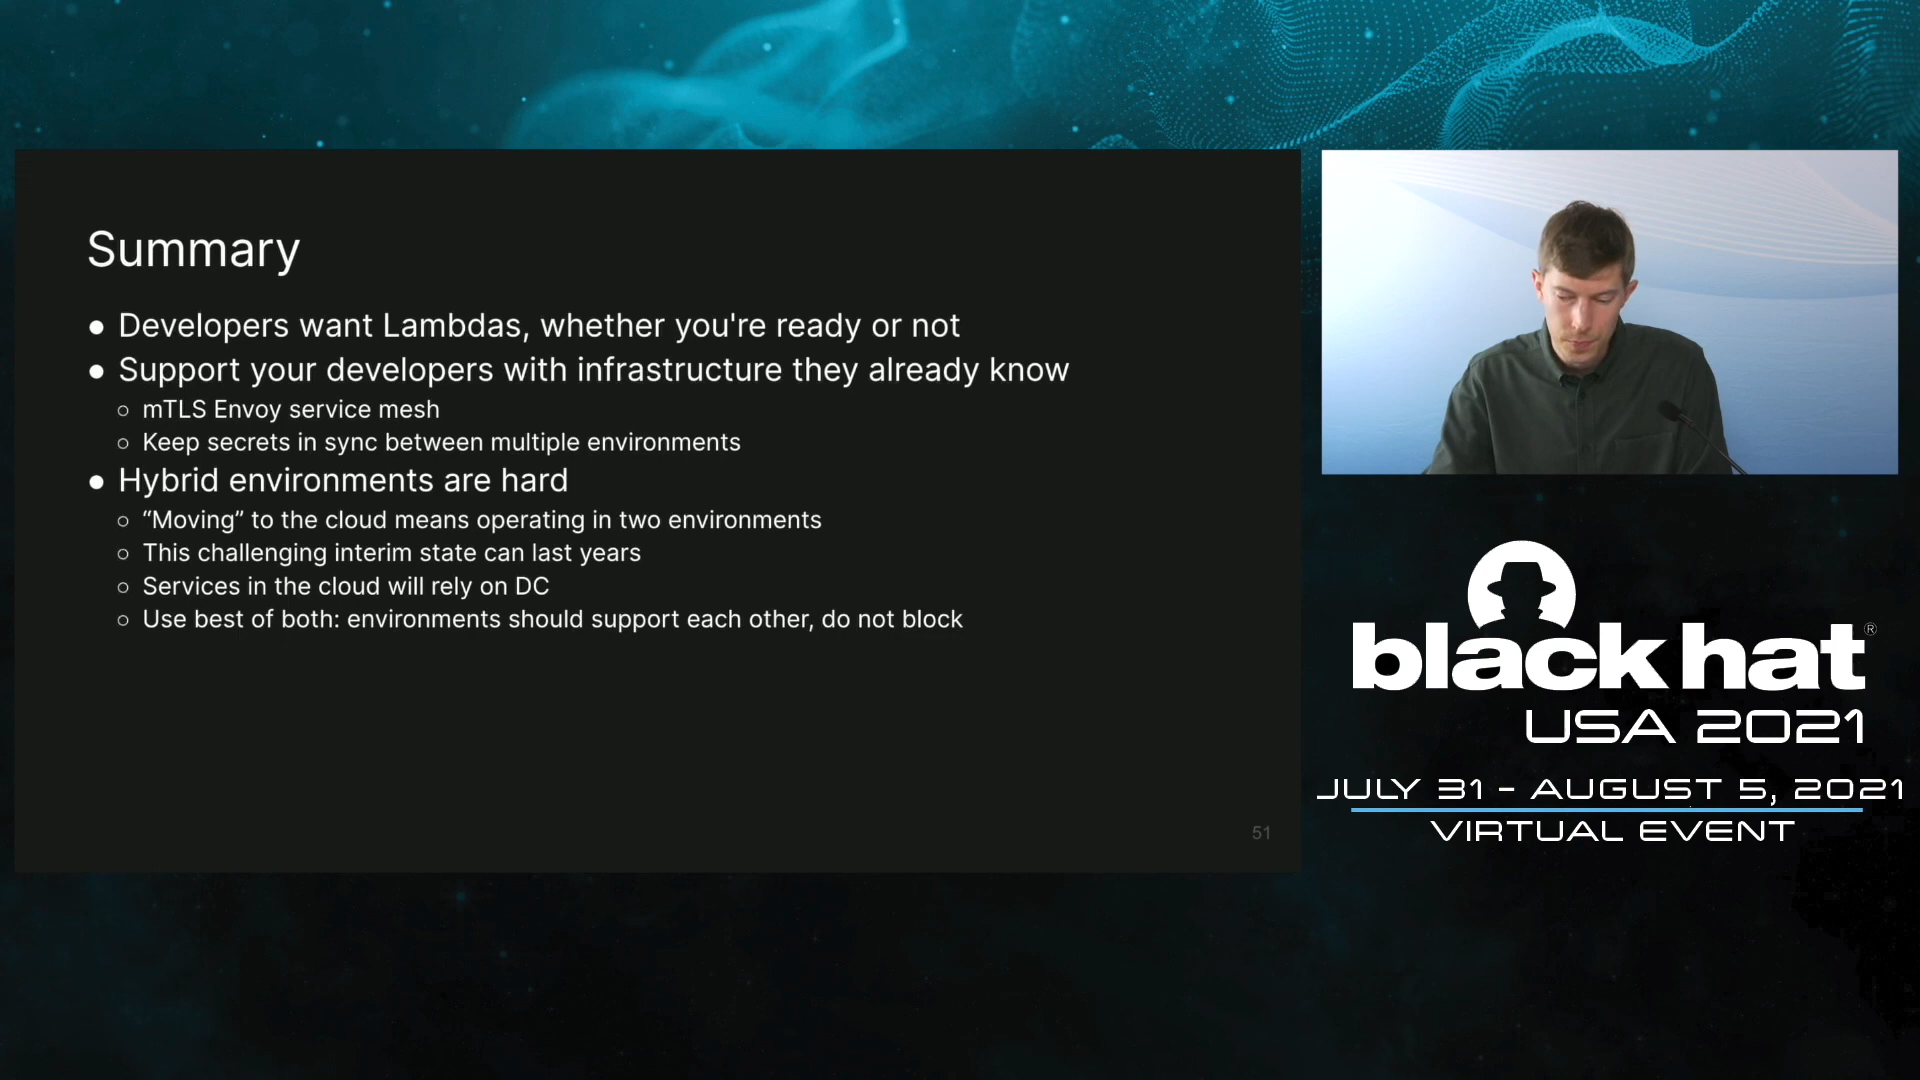 Summary
● Developers want Lambdas, whether you're ready or not
● Support your developers with infrastructure they already know
○ mTLS Envoy service mesh
○ Keep secrets in sync between multiple environments
● Hybrid environments are hard
○ “Moving” to the cloud means operating in two environments
○ This challenging interim state can last years
○ Services in the cloud will rely on DC
○ Use best of both: environments should support each other, do not block
51
black hat®
USA 2021
JULY 31 - AUGUST 5, 2021
VIRTUAL EVENT